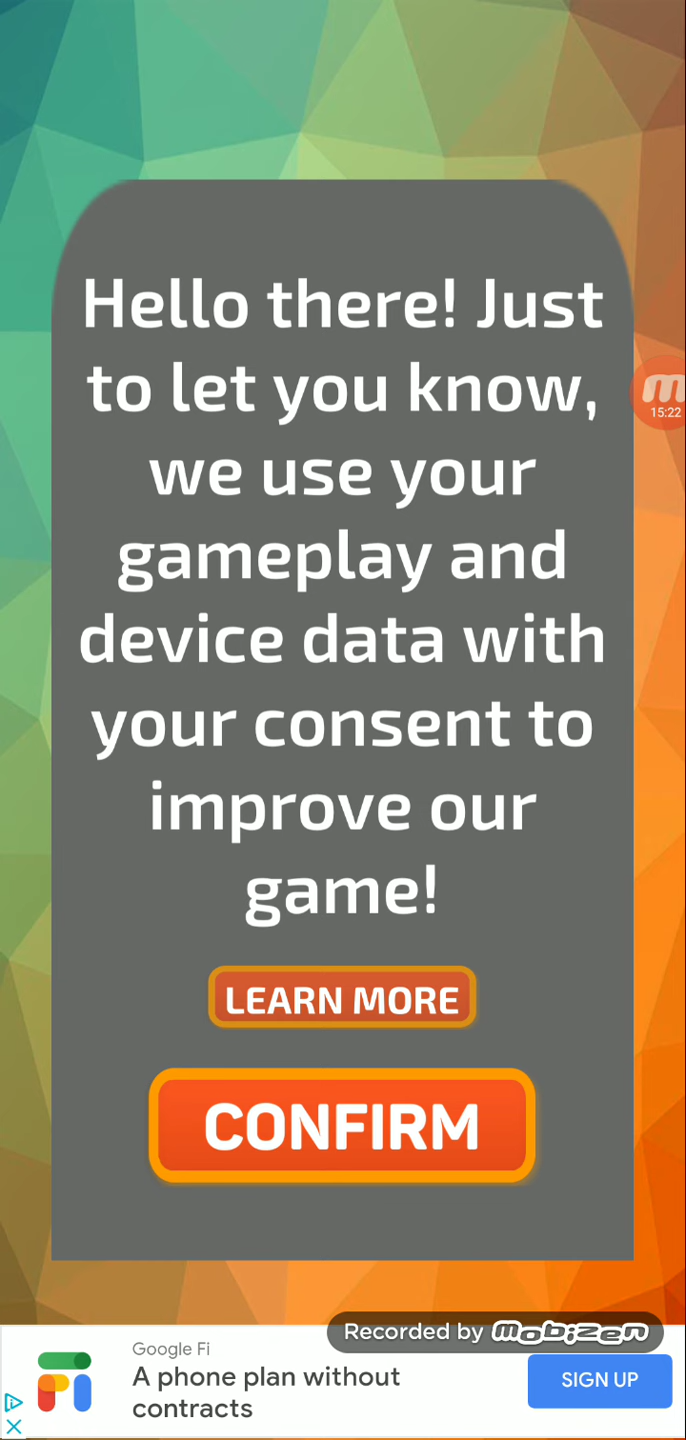 Hello there! Just
to let you know,
we use your
gameplay and
device data with
your consent to
improve our
game!
LEARN MORE
CONFIRM
m
15:22
Recorded by mobizen
Google Fi
A phone plan without
contracts
SIGN UP